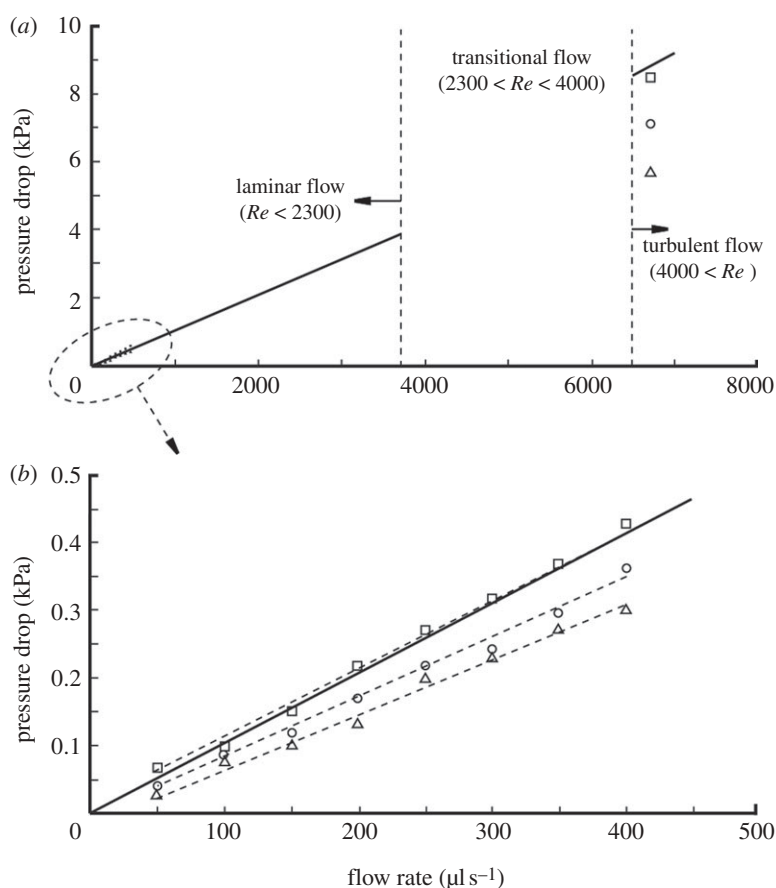 (a)
10
8
6
4
2
0
pressure drop (kPa)
transitional flow
(2300 < Re < 4000)
laminar flow
(Re < 2300)
turbulent flow
(4000 < Re )
2000
4000
6000
8000
(b)
0.5
0.4
0.3
0.2
0.1
0
pressure drop (kPa)
100
200
300
400
500
flow rate (µl s–1)